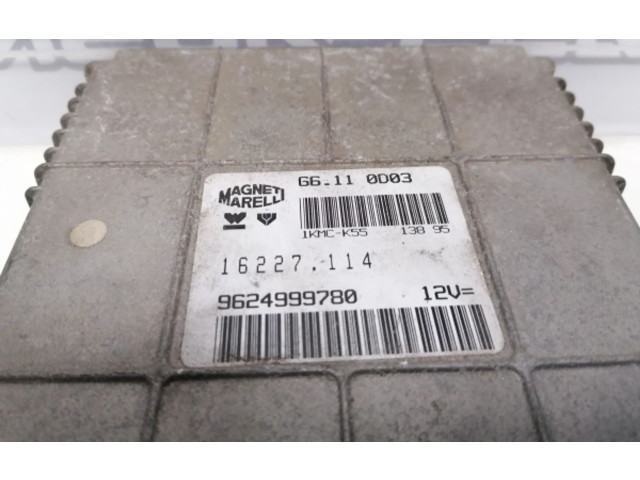 MAGNETI
MARELLI
G6.11 0D03
1KMC-K55 138 95
16227.114
9624999780 12V=